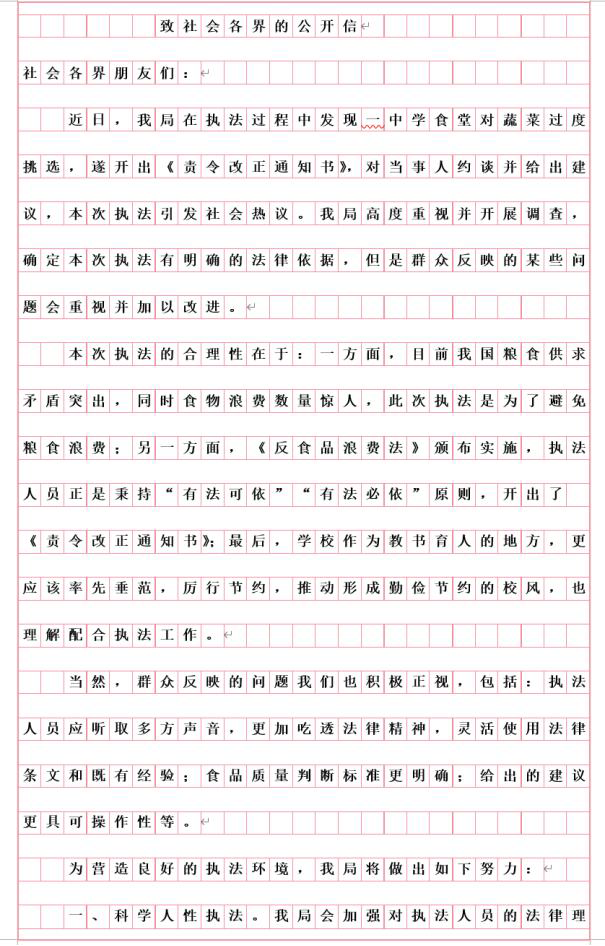 致社会各界的公开信
社会各界朋友们：
近日，我局在执法过程中发现一中学食堂对蔬菜过度
挑选，遂开出《责令改正通知书》，对当事人约谈并给出建
议，本次执法引发社会热议。我局高度重视并开展调查，
确定本次执法有明确的法律依据，但是群众反映的某些问
题会重视并加以改进。
本次执法的合理性在于：一方面，目前我国粮食供求
矛盾突出，同时食物浪费数量惊人，此次执法是为了避免
粮食浪费；另一方面，《反食品浪费法》颁布实施，执法
人员正是秉持“有法可依”“有法必依”原则，开出了
《责令改正通知书》；最后，学校作为教书育人的地方，更
应该率先垂范，厉行节约，推动形成勤俭节约的校风，也
理解配合执法工作。
当然，群众反映的问题我们也积极正视，包括：执法
人员应听取多方声音，更加吃透法律精神，灵活使用法律
条文和既有经验；食品质量判断标准更明确；给出的建议
更具可操作性等。
为营造良好的执法环境，我局将做出如下努力：
一、科学人性执法。我局会加强对执法人员的法律理